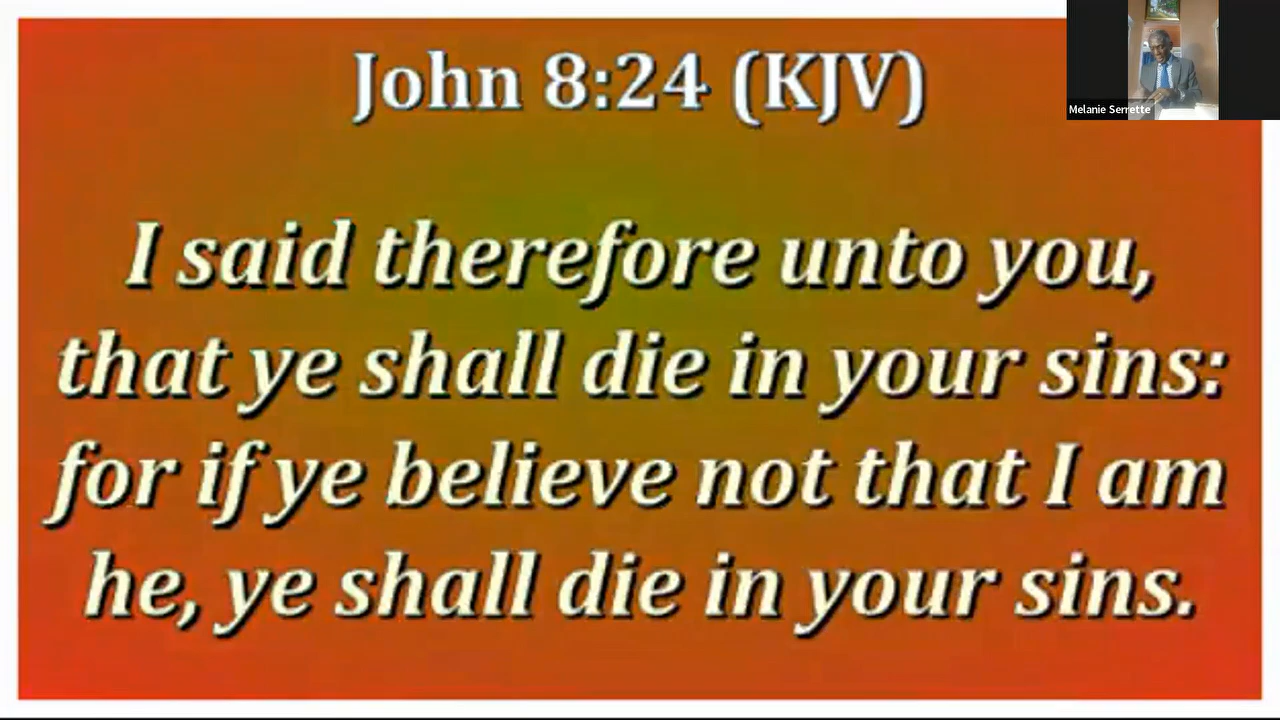 John 8:24 (KJV)
Melanie Serrette
I said therefore unto you,
that ye shall die in your sins:
for if ye believe not that I am
he, ye shall die in your sins.